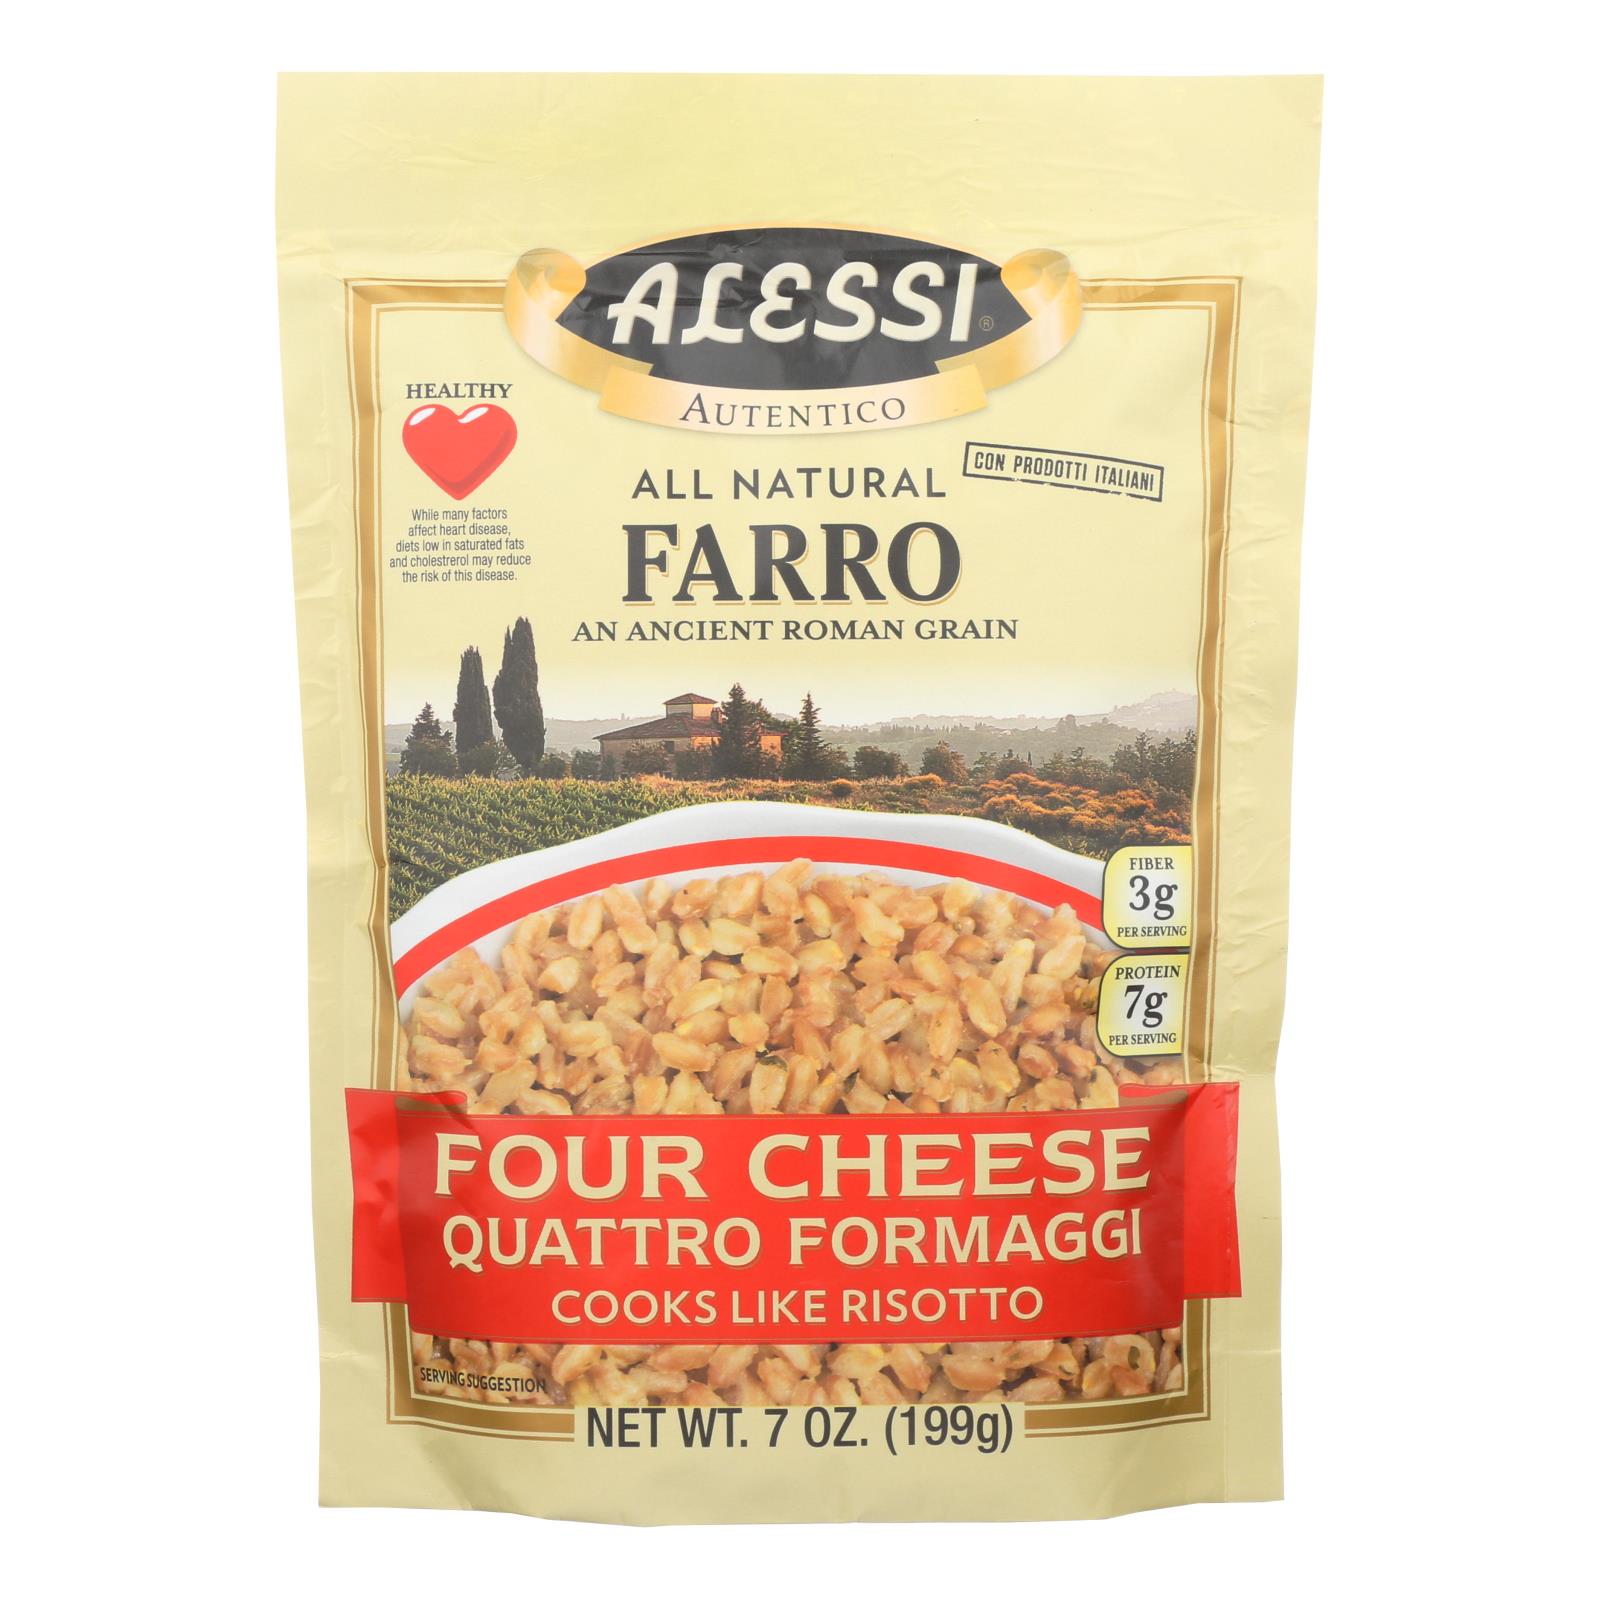 ALESSI®
AUTENTICO
HEALTHY
While many factors
affect heart disease,
diets low in saturated fats
and cholestrerol may reduce
the risk of this disease.
CON PRODOTTI ITALIANI
ALL NATURAL
FARRO
AN ANCIENT ROMAN GRAIN
FIBER
3g
PER SERVING
PROTEIN
7g
PER SERVING
FOUR CHEESE
QUATTRO FORMAGGI
COOKS LIKE RISOTTO
SERVING SUGGESTION
NET WT. 7 OZ. (199g)